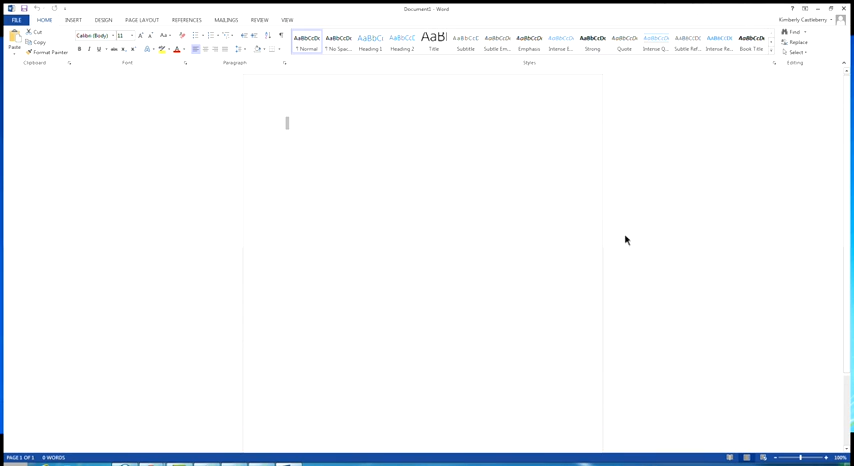 Document1 - Word
FILE HOME INSERT DESIGN PAGE LAYOUT REFERENCES MAILINGS REVIEW VIEW Kimberly Castleberry
Paste Cut Copy Format Painter
Calibri (Body) 11
AaBbCcDc AaBbCcDc AaBbCc AaBbCcD AaBl AaBbCcD AaBbCcDc AaBbCcDc AaBbCcDc AaBbCcDc AaBbCcDc AaBbCcDc AaBbCcDc AaBbCcDc AaBbCcDc
¶ Normal ¶ No Spac... Heading 1 Heading 2 Title Subtitle Subtle Em... Emphasis Intense E... Strong Quote Intense Q... Subtle Ref... Intense Re... Book Title
Find Replace Select
Clipboard Font Paragraph Styles Editing
PAGE 1 OF 1 0 WORDS 100%